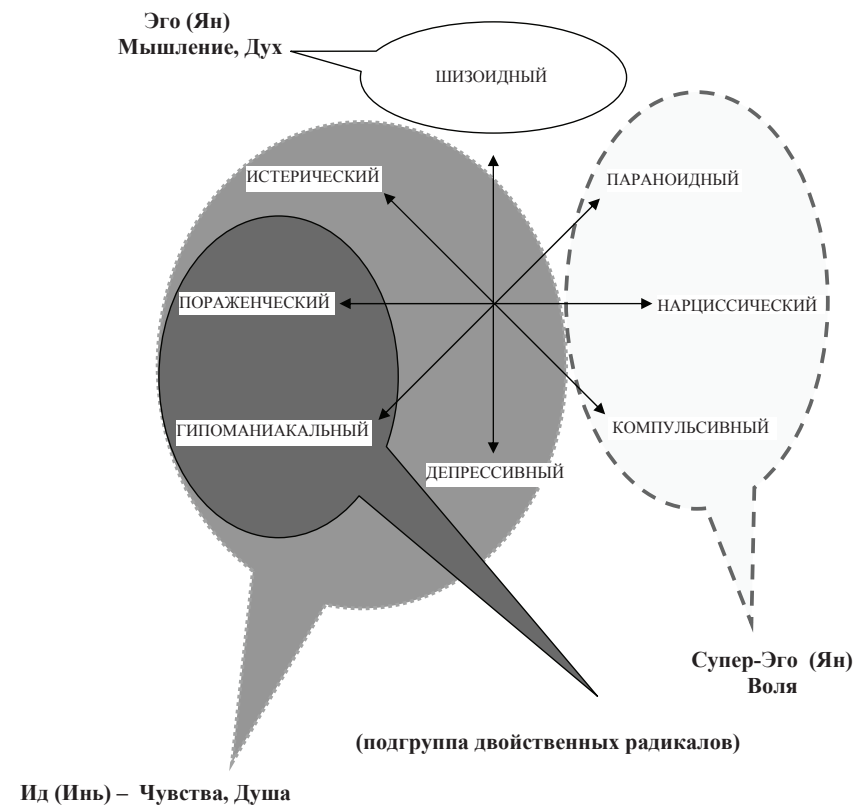 Эго (Ян)
Мышление, Дух
ШИЗОИДНЫЙ
ИСТЕРИЧЕСКИЙ
ПАРАНОИДНЫЙ
ПОРАЖЕНЧЕСКИЙ
НАРЦИССИЧЕСКИЙ
ГИПОМАНИАКАЛЬНЫЙ
КОМПУЛЬСИВНЫЙ
ДЕПРЕССИВНЫЙ
Супер-Эго (Ян)
Воля
(подгруппа двойственных радикалов)
Ид (Инь) – Чувства, Душа